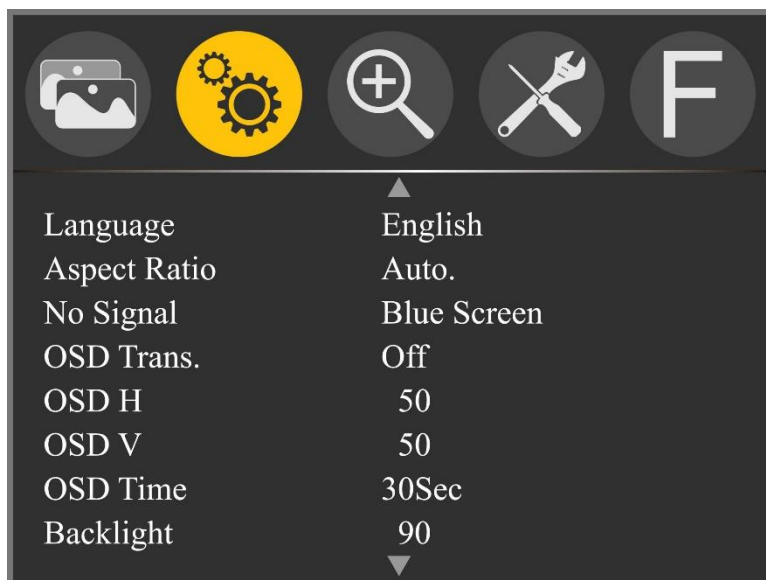 F
Language English
Aspect Ratio Auto.
No Signal Blue Screen
OSD Trans. Off
OSD H 50
OSD V 50
OSD Time 30Sec
Backlight 90